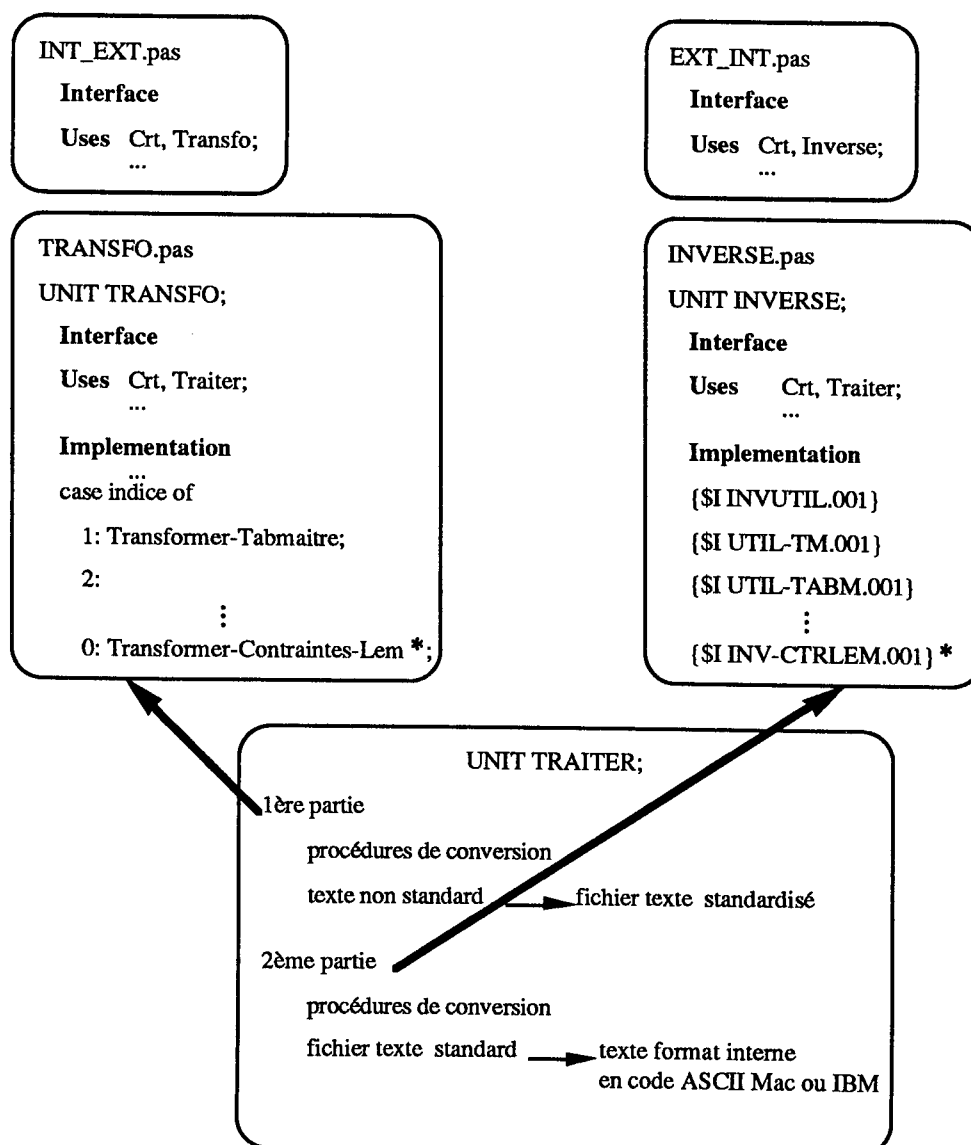 INT_EXT.pas
Interface
Uses Crt, Transfo;
...
EXT_INT.pas
Interface
Uses Crt, Inverse;
...
TRANSFO.pas
UNIT TRANSFO;
Interface
Uses Crt, Traiter;
...
Implementation
...
case indice of
1: Transformer-Tabmaitre;
2:
⋮
0: Transformer-Contraintes-Lem *;
INVERSE.pas
UNIT INVERSE;
Interface
Uses Crt, Traiter;
...
Implementation
{$I INVUTIL.001}
{$I UTIL-TM.001}
{$I UTIL-TABM.001}
⋮
{$I INV-CTRLEM.001} *
UNIT TRAITER;
1ère partie
procédures de conversion
texte non standard → fichier texte standardisé
2ème partie
procédures de conversion
fichier texte standard → texte format interne
en code ASCII Mac ou IBM